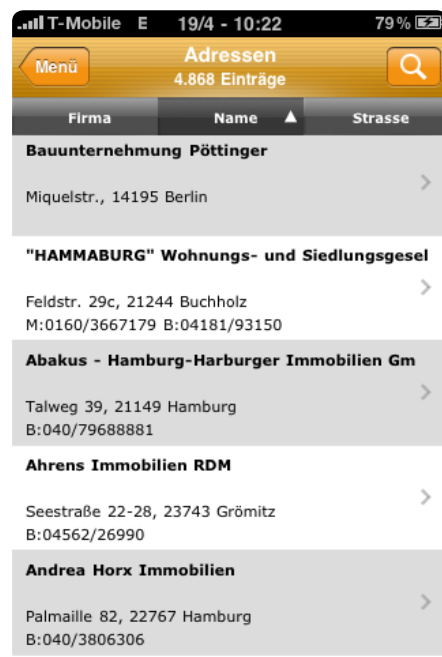 T-Mobile E 19/4 - 10:22 79%
Menü
Adressen
4.868 Einträge
Firma Name ▲ Strasse
Bauunternehmung Pöttinger
Miquelstr., 14195 Berlin
"HAMMABURG" Wohnungs- und Siedlungsgesel
Feldstr. 29c, 21244 Buchholz
M:0160/3667179 B:04181/93150
Abakus - Hamburg-Harburger Immobilien Gm
Talweg 39, 21149 Hamburg
B:040/79688881
Ahrens Immobilien RDM
Seestraße 22-28, 23743 Grömitz
B:04562/26990
Andrea Horx Immobilien
Palmaille 82, 22767 Hamburg
B:040/3806306